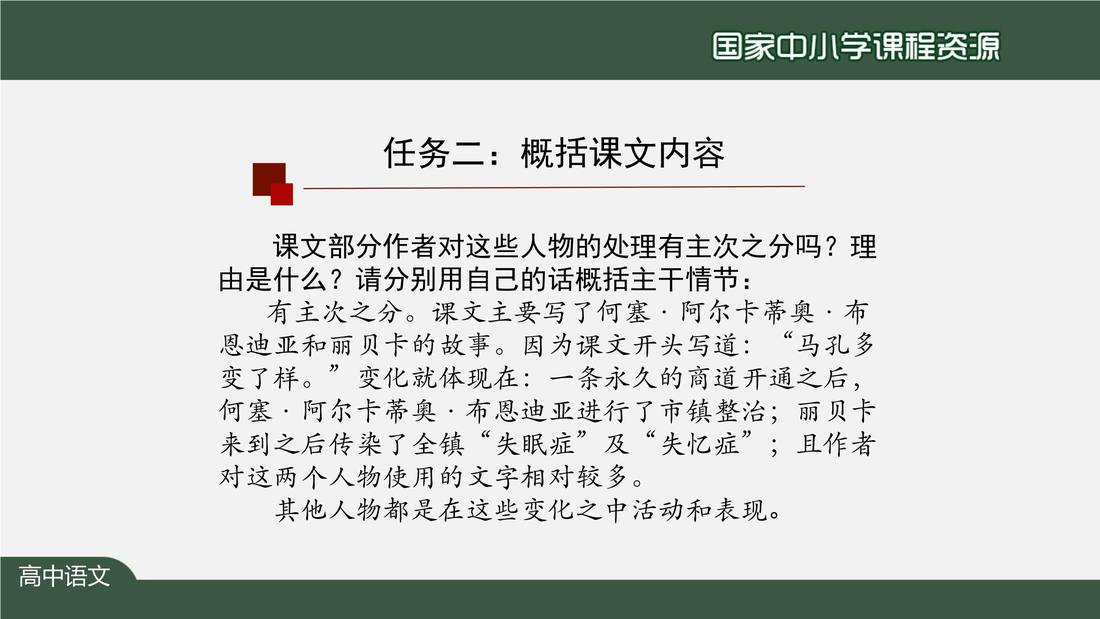 国家中小学课程资源
任务二：概括课文内容
课文部分作者对这些人物的处理有主次之分吗？理
由是什么？请分别用自己的话概括主干情节：
有主次之分。课文主要写了何塞·阿尔卡蒂奥·布
恩迪亚和丽贝卡的故事。因为课文开头写道：“马孔多
变了样。”变化就体现在：一条永久的商道开通之后，
何塞·阿尔卡蒂奥·布恩迪亚进行了市镇整治；丽贝卡
来到之后传染了全镇“失眠症”及“失忆症”；且作者
对这两个人物使用的文字相对较多。
其他人物都是在这些变化之中活动和表现。
高中语文